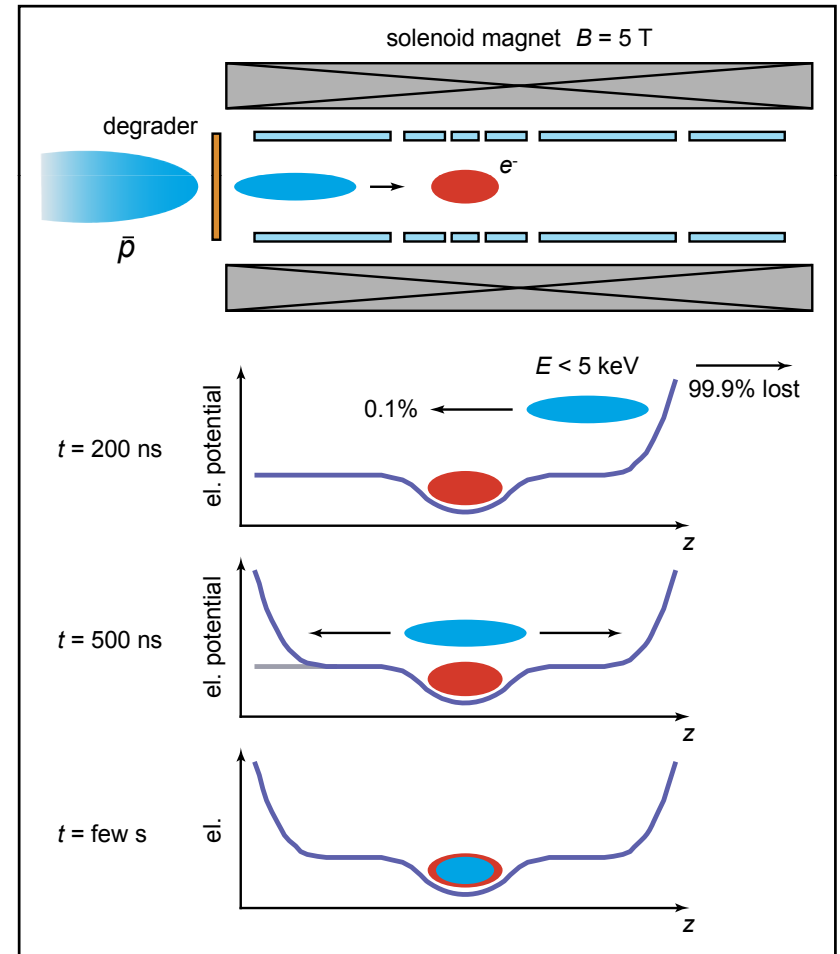 solenoid magnet B = 5 T
degrader
e-
p̄
E < 5 keV
99.9% lost
0.1%
t = 200 ns
el. potential
z
t = 500 ns
el. potential
z
t = few s
el.
z